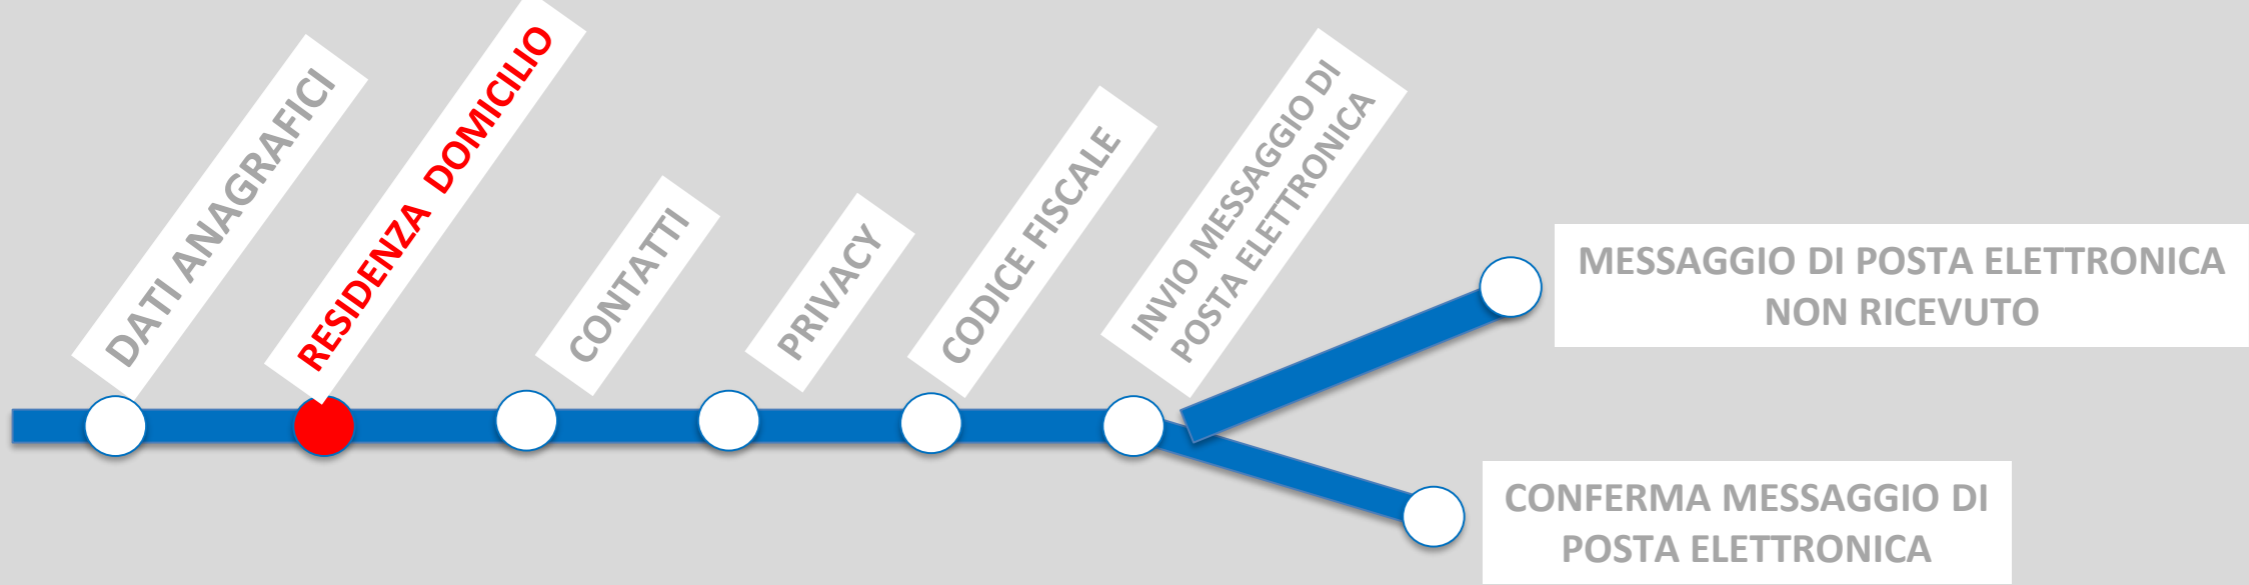 DATI ANAGRAFICI
RESIDENZA DOMICILIO
CONTATTI
PRIVACY
CODICE FISCALE
INVIO MESSAGGIO DI
POSTA ELETTRONICA
MESSAGGIO DI POSTA ELETTRONICA
NON RICEVUTO
CONFERMA MESSAGGIO DI
POSTA ELETTRONICA